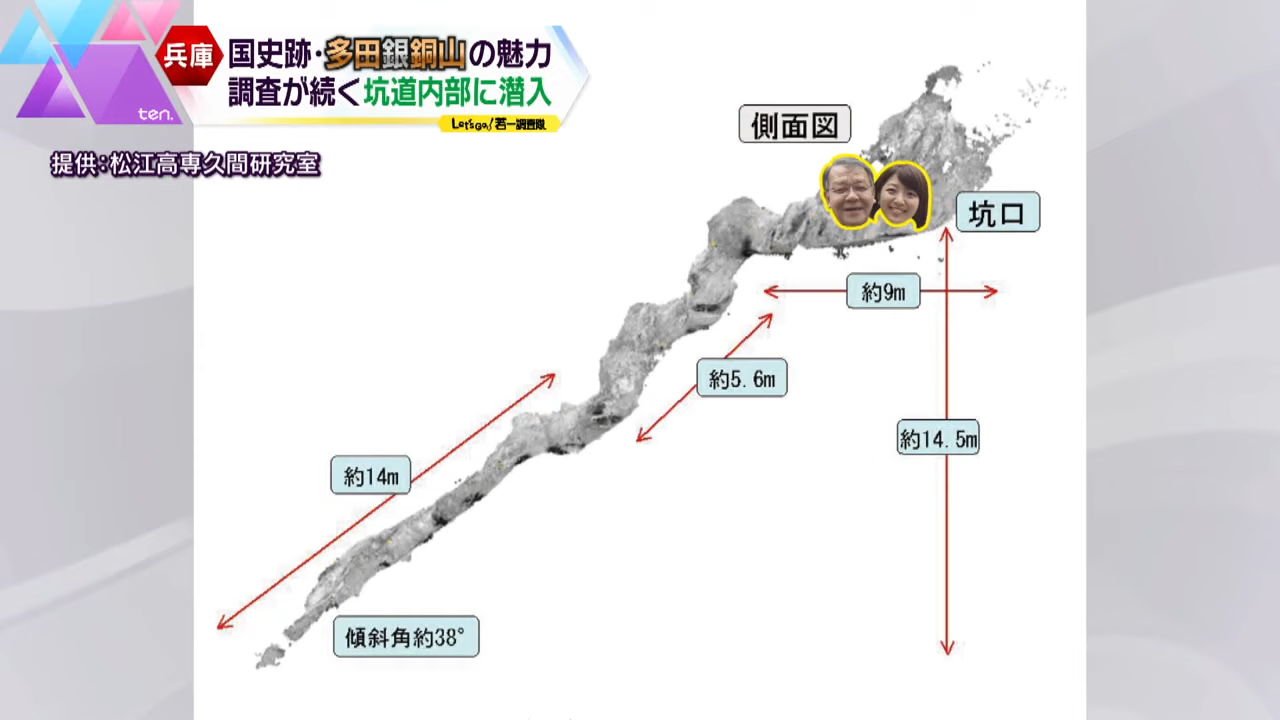 兵庫
国史跡・多田銀銅山の魅力
調査が続く坑道内部に潜入
ten.
Let's Go! 若一調査隊
提供:松江高専久間研究室
側面図
坑口
約9m
約5.6m
約14.5m
約14m
傾斜角約38°